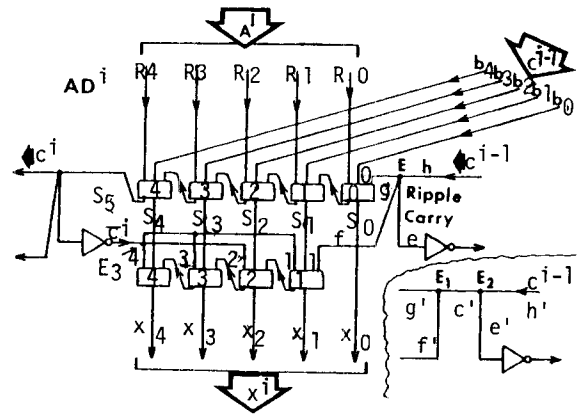 A^i
C^{i-1}
AD^i
R4 R3 R2 R1 R0
b4 b3 b2 b1 b0
C^i
C^{i-1}
E h
0
4 3 2 1 0 g
Ripple
Carry
S5
S4 S3 S2 S1 S0
C̄^i
f
e
E3
4 3 2 1
4 3 2 1
E1 E2 C^{i-1}
g' c' h'
e'
f'
x4 x3 x2 x1 x0
x^i